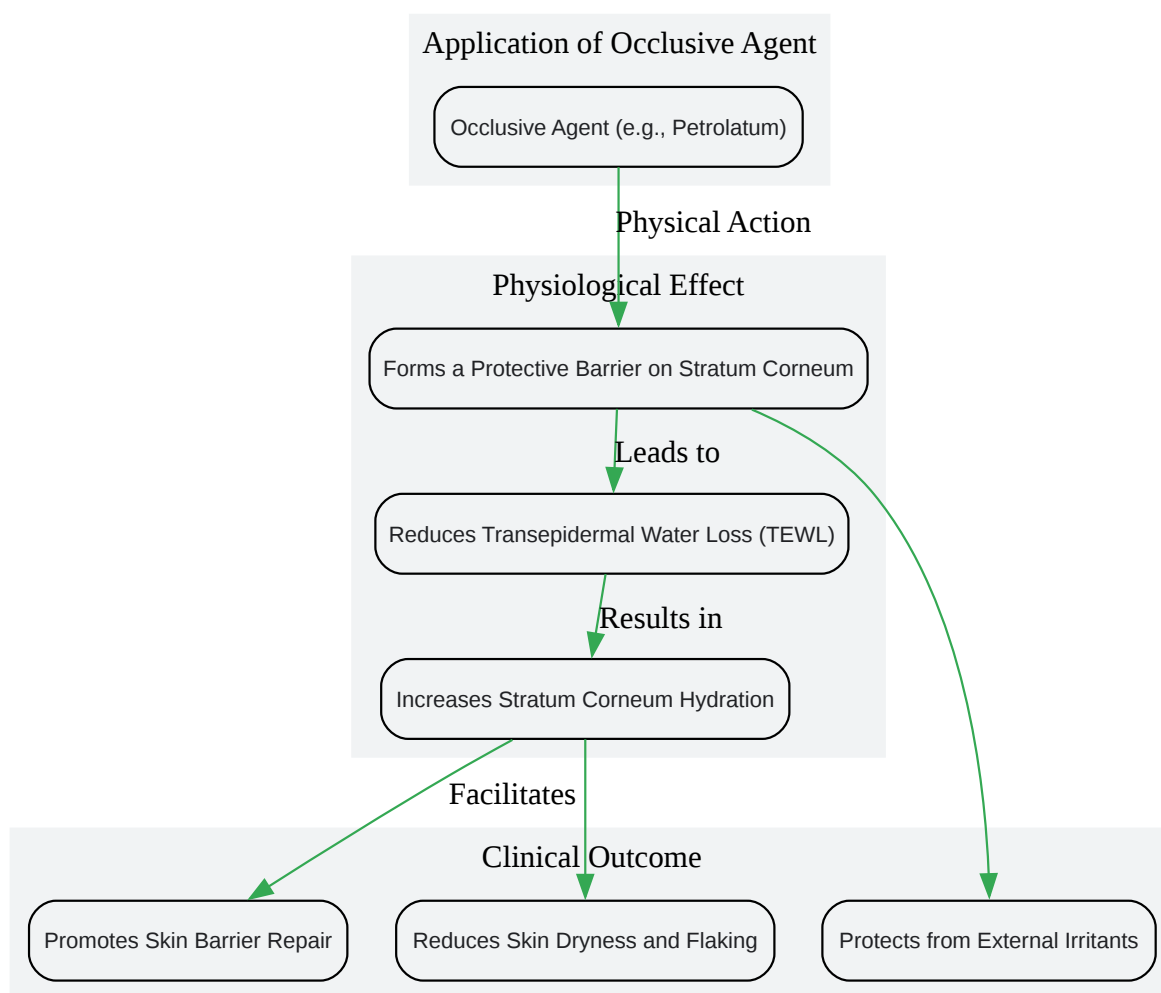 Application of Occlusive Agent
Occlusive Agent (e.g., Petrolatum)
Physical Action
Physiological Effect
Forms a Protective Barrier on Stratum Corneum
Leads to
Reduces Transepidermal Water Loss (TEWL)
Results in
Increases Stratum Corneum Hydration
Facilitates
Clinical Outcome
Promotes Skin Barrier Repair
Reduces Skin Dryness and Flaking
Protects from External Irritants